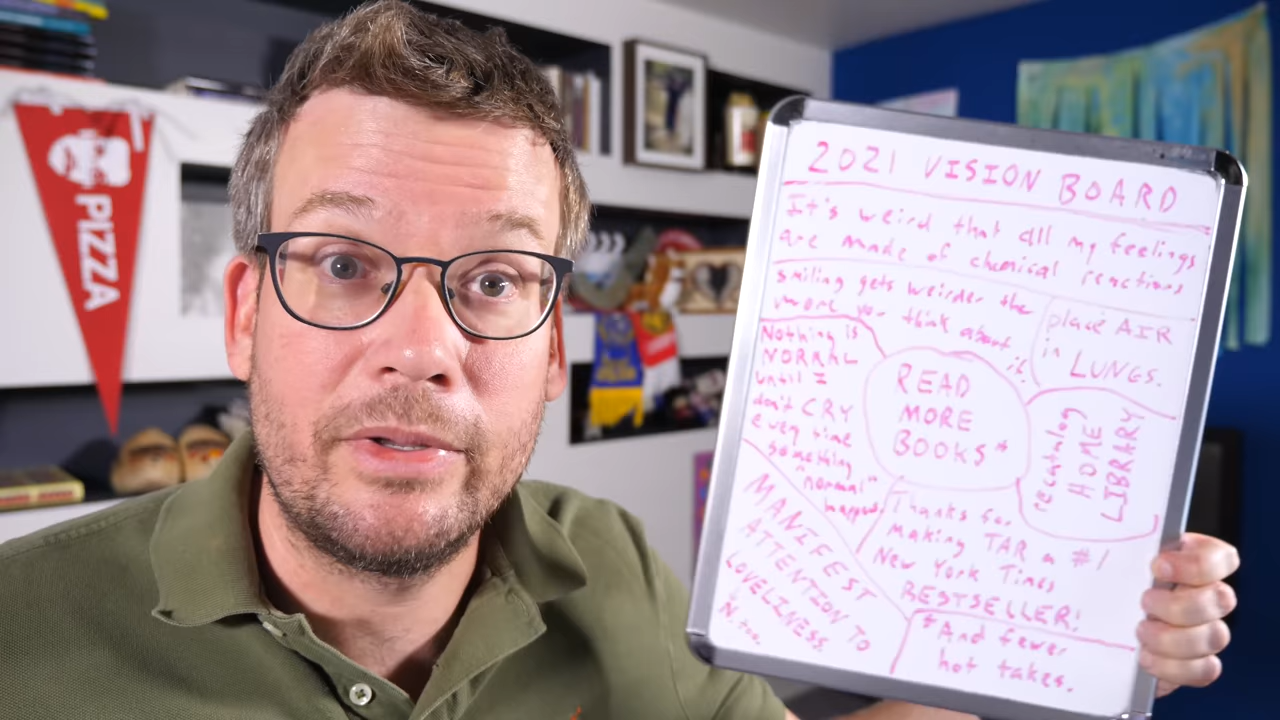 PIZZA
2021 VISION BOARD
It's weird that all my feelings
are made of chemical reactions
smiling gets weirder the
more you think about it.
place AIR
in LUNGS.
Nothing is
NORMAL
until I
don't CRY
every time
something
"normal"
happens
READ
MORE
BOOKS*
recatalog
HOME
LIBRARY
MANIFEST
ATTENTION TO
LOVELINESS
Thanks for
making TAR a #1
New York Times
BESTSELLER!
*And fewer
hot takes.